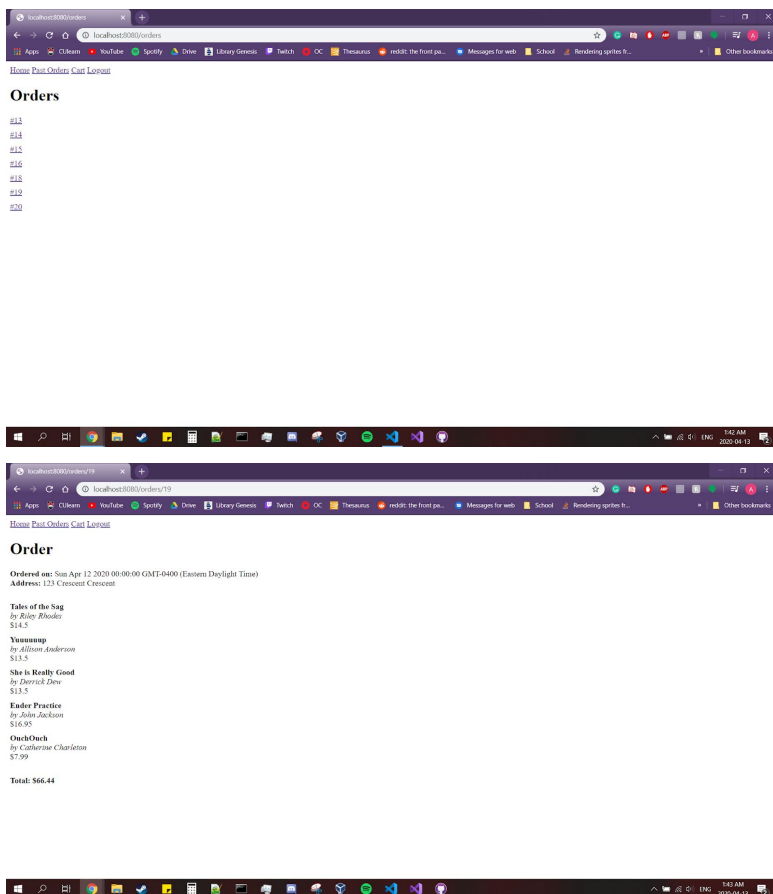 localhost:8080/orders
localhost:8080/orders
Apps CULearn YouTube Spotify Drive Library Genesis Twitch OC Thesaurus reddit: the front pa... Messages for web School Rendering sprites fr... » Other bookmarks
Home Past Orders Cart Logout
Orders
#13
#14
#15
#16
#18
#19
#20
ENG 1:42 AM
2020-04-13
localhost:8080/orders/19
localhost:8080/orders/19
Apps CULearn YouTube Spotify Drive Library Genesis Twitch OC Thesaurus reddit: the front pa... Messages for web School Rendering sprites fr... » Other bookmarks
Home Past Orders Cart Logout
Order
Ordered on: Sun Apr 12 2020 00:00:00 GMT-0400 (Eastern Daylight Time)
Address: 123 Crescent Crescent
Tales of the Sag
by Riley Rhodes
$14.5
Yuuuuuup
by Allison Anderson
$13.5
She is Really Good
by Derrick Dew
$13.5
Ender Practice
by John Jackson
$16.95
OuchOuch
by Catherine Charleton
$7.99
Total: $66.44
ENG 1:43 AM
2020-04-13